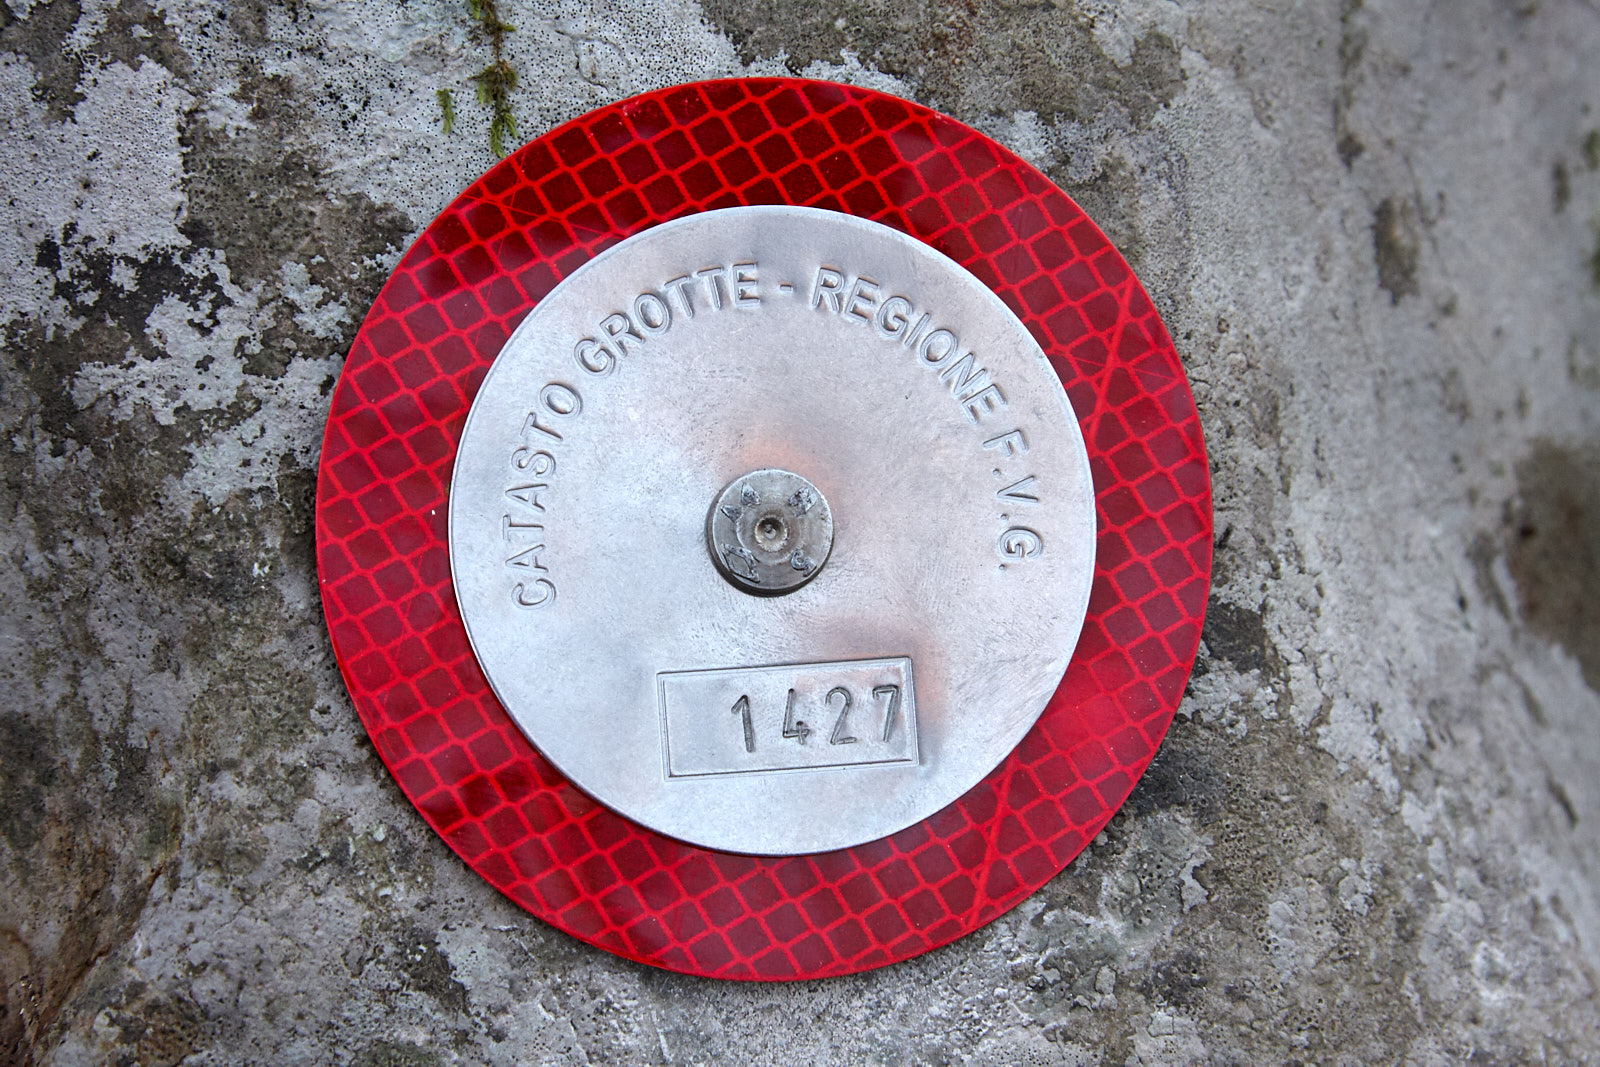 CATASTO GROTTE - REGIONE F.V.G.
1427